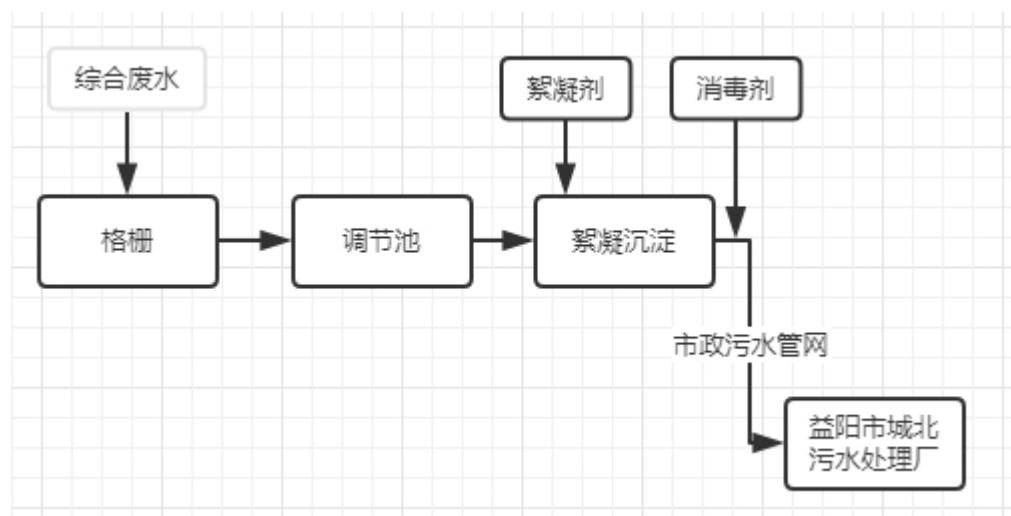 综合废水
絮凝剂
消毒剂
格栅
调节池
絮凝沉淀
市政污水管网
益阳市城北
污水处理厂